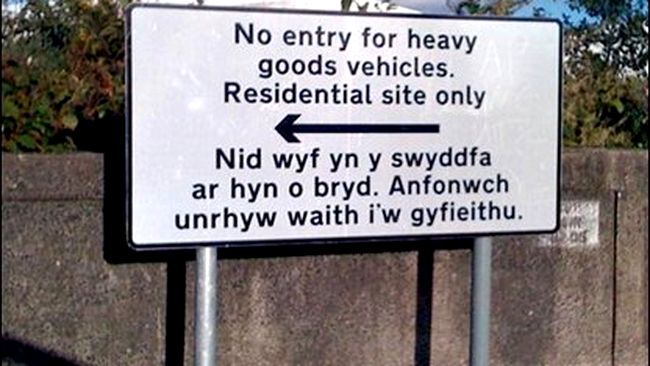 No entry for heavy
goods vehicles.
Residential site only
Nid wyf yn y swyddfa
ar hyn o bryd. Anfonwch
unrhyw waith i'w gyfieithu.